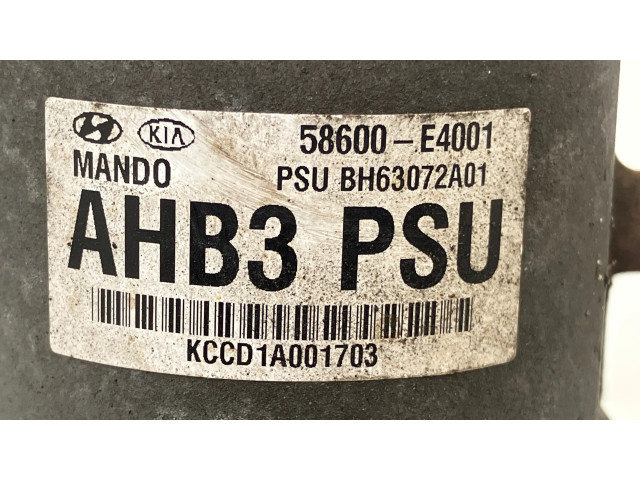 KIA 58600-E4001
MANDO PSU BH63072A01
AHB3 PSU
KCCD1A001703